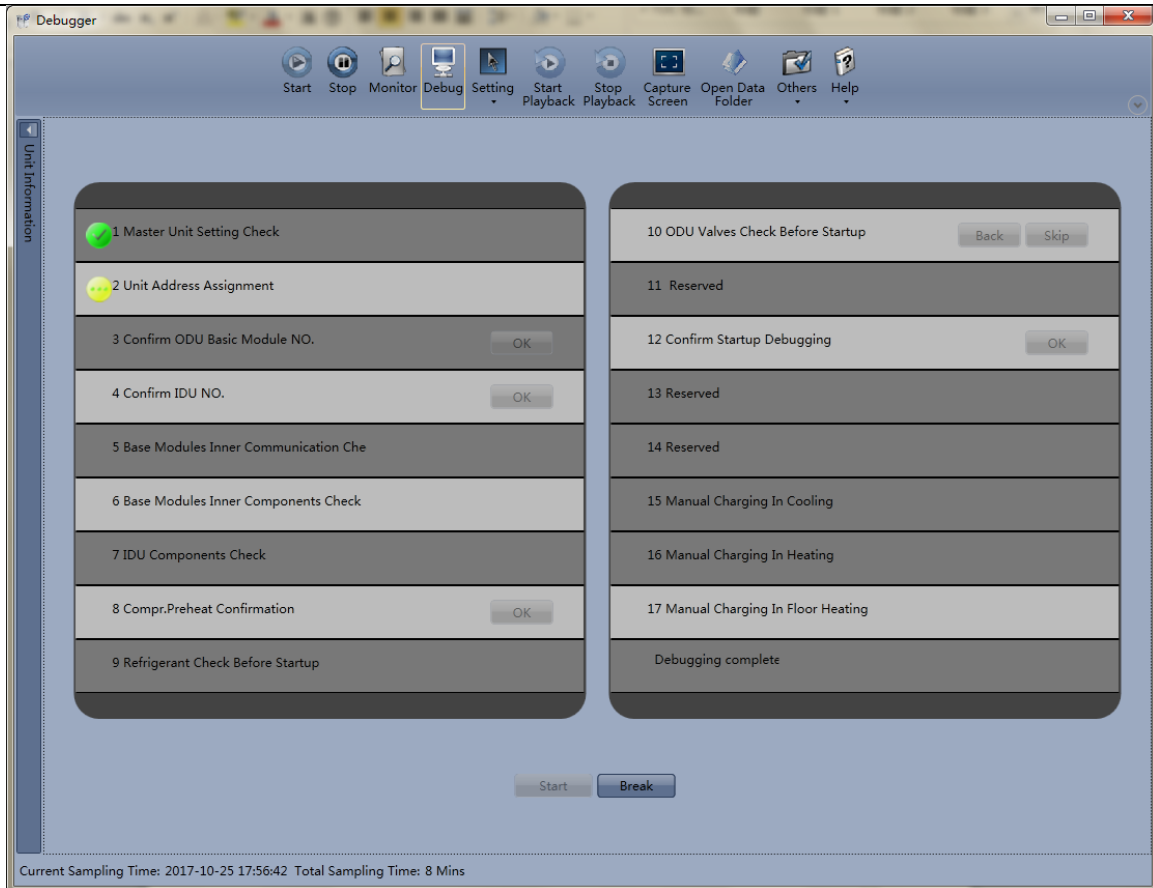 Debugger
Start Stop Monitor Debug Setting Start Playback Stop Playback Capture Screen Open Data Folder Others Help
Unit Information
1 Master Unit Setting Check
2 Unit Address Assignment
3 Confirm ODU Basic Module NO. OK
4 Confirm IDU NO. OK
5 Base Modules Inner Communication Che
6 Base Modules Inner Components Check
7 IDU Components Check
8 Compr.Preheat Confirmation OK
9 Refrigerant Check Before Startup
10 ODU Valves Check Before Startup Back Skip
11 Reserved
12 Confirm Startup Debugging OK
13 Reserved
14 Reserved
15 Manual Charging In Cooling
16 Manual Charging In Heating
17 Manual Charging In Floor Heating
Debugging complete
Start Break
Current Sampling Time: 2017-10-25 17:56:42 Total Sampling Time: 8 Mins